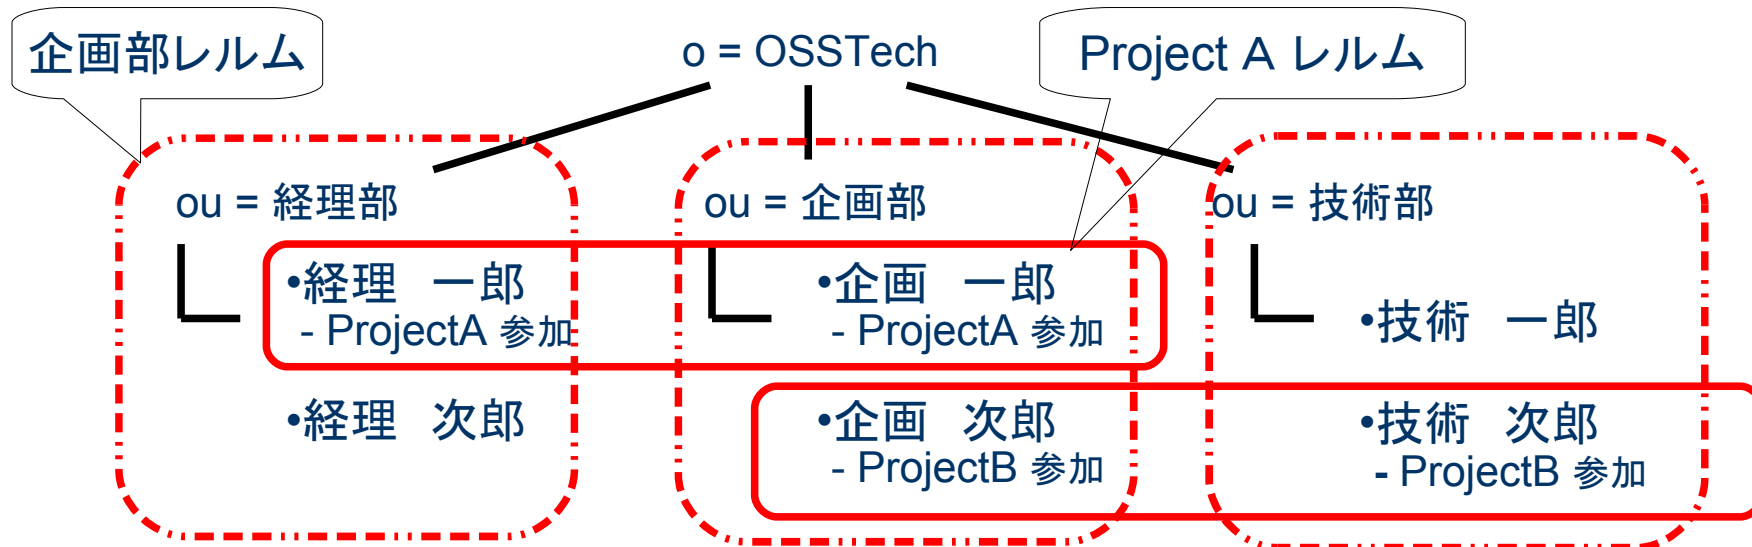 企画部レルム
o = OSSTech
Project A レルム
ou = 経理部
ou = 企画部
ou = 技術部
•経理　一郎
- ProjectA 参加
•企画　一郎
- ProjectA 参加
•技術　一郎
•経理　次郎
•企画　次郎
- ProjectB 参加
•技術　次郎
- ProjectB 参加